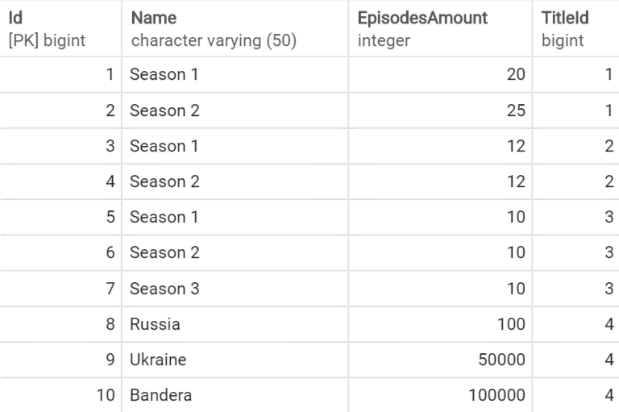 Id Name EpisodesAmount TitleId
[PK] bigint character varying (50) integer bigint
1 Season 1 20 1
2 Season 2 25 1
3 Season 1 12 2
4 Season 2 12 2
5 Season 1 10 3
6 Season 2 10 3
7 Season 3 10 3
8 Russia 100 4
9 Ukraine 50000 4
10 Bandera 100000 4